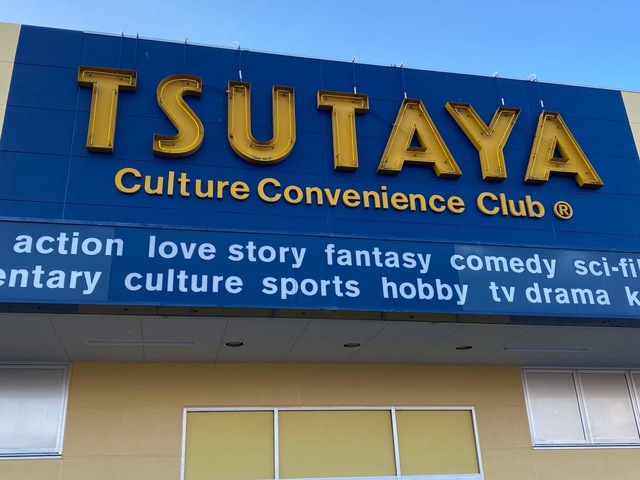 TSUTAYA
Culture Convenience Club ®
action love story fantasy comedy
culture sports hobby tv drama